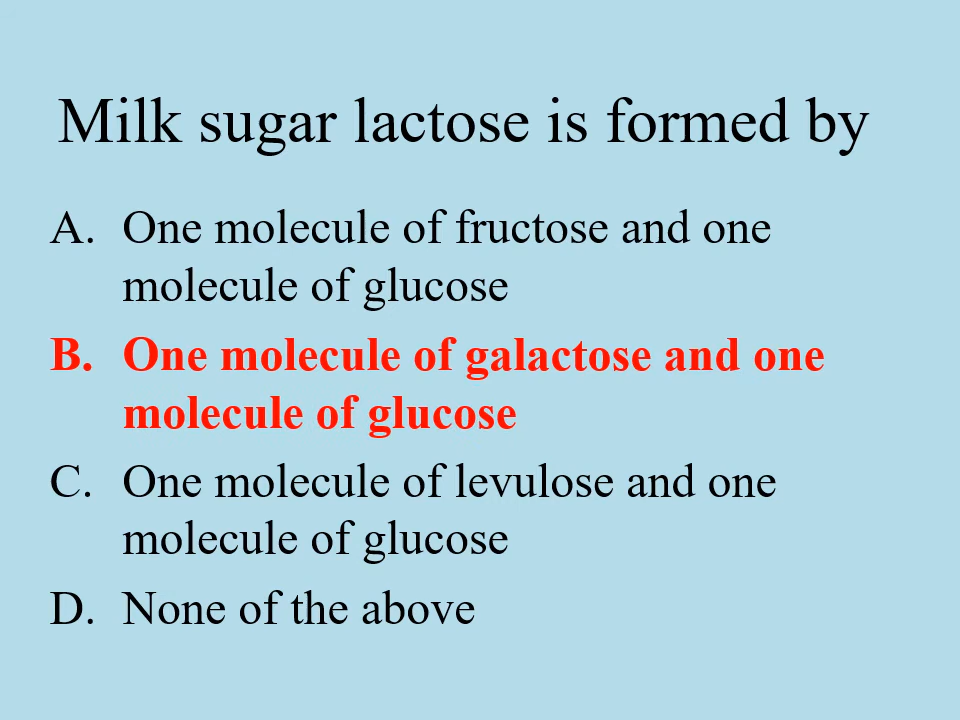 Milk sugar lactose is formed by
A. One molecule of fructose and one
molecule of glucose
B. One molecule of galactose and one
molecule of glucose
C. One molecule of levulose and one
molecule of glucose
D. None of the above